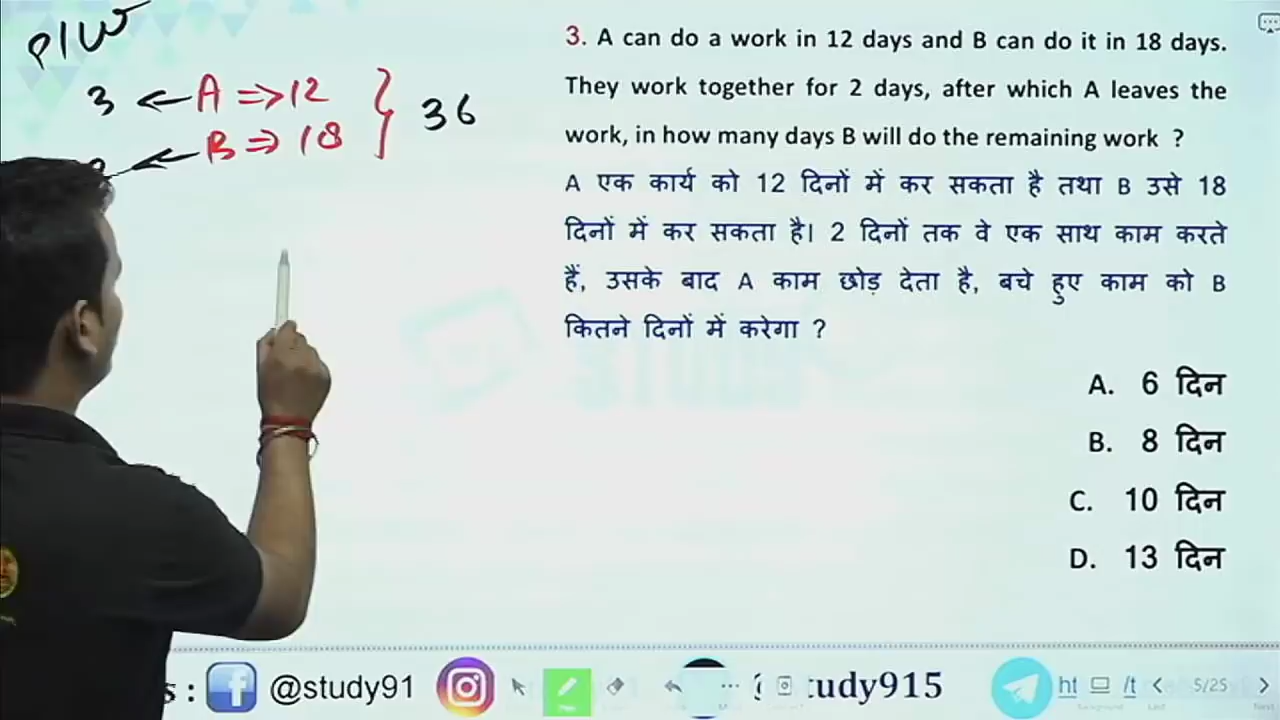 P/W
3 ← A ⇒ 12 } 36
← B ⇒ 18
3. A can do a work in 12 days and B can do it in 18 days.
They work together for 2 days, after which A leaves the
work, in how many days B will do the remaining work ?
A एक कार्य को 12 दिनों में कर सकता है तथा B उसे 18
दिनों में कर सकता है। 2 दिनों तक वे एक साथ काम करते
हैं, उसके बाद A काम छोड़ देता है, बचे हुए काम को B
कितने दिनों में करेगा ?
A. 6 दिन
B. 8 दिन
C. 10 दिन
D. 13 दिन
: @study91 tudy915 ht /t 5/25